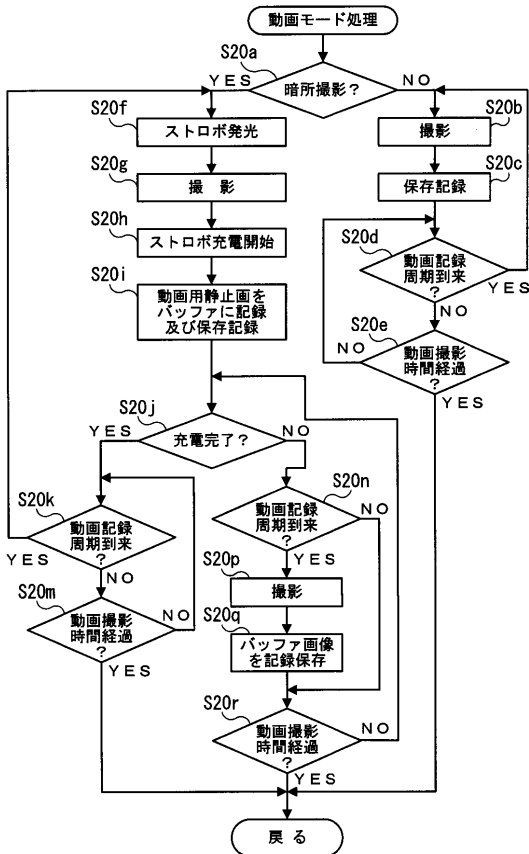 動画モード処理
S20a
YES
暗所撮影?
NO
S20f
ストロボ発光
S20b
撮影
S20g
撮 影
S20c
保存記録
S20h
ストロボ充電開始
S20d
動画記録
周期到来
?
YES
NO
S20i
動画用静止画を
バッファに記録
及び保存記録
S20e
NO
動画撮影
時間経過
?
YES
S20j
YES
充電完了?
NO
S20k
動画記録
周期到来
?
YES
NO
S20n
動画記録
周期到来
?
NO
YES
S20m
動画撮影
時間経過
?
NO
YES
S20p
撮影
S20q
バッファ画像
を記録保存
S20r
動画撮影
時間経過
?
NO
YES
戻 る